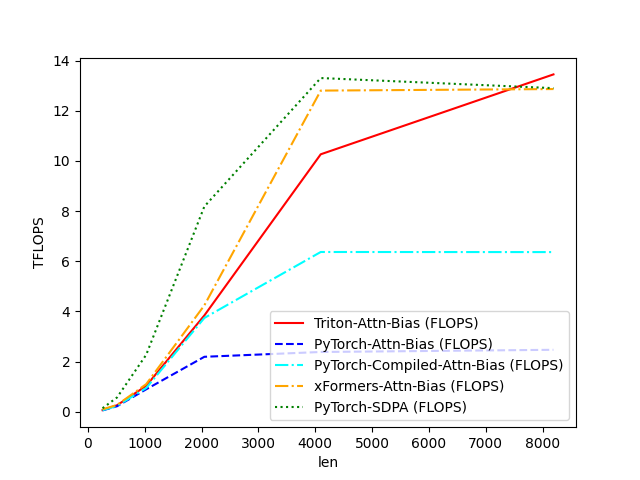 14
12
10
8
6
4
2
0
TFLOPS
Triton-Attn-Bias (FLOPS)
PyTorch-Attn-Bias (FLOPS)
PyTorch-Compiled-Attn-Bias (FLOPS)
xFormers-Attn-Bias (FLOPS)
PyTorch-SDPA (FLOPS)
0 1000 2000 3000 4000 5000 6000 7000 8000
len